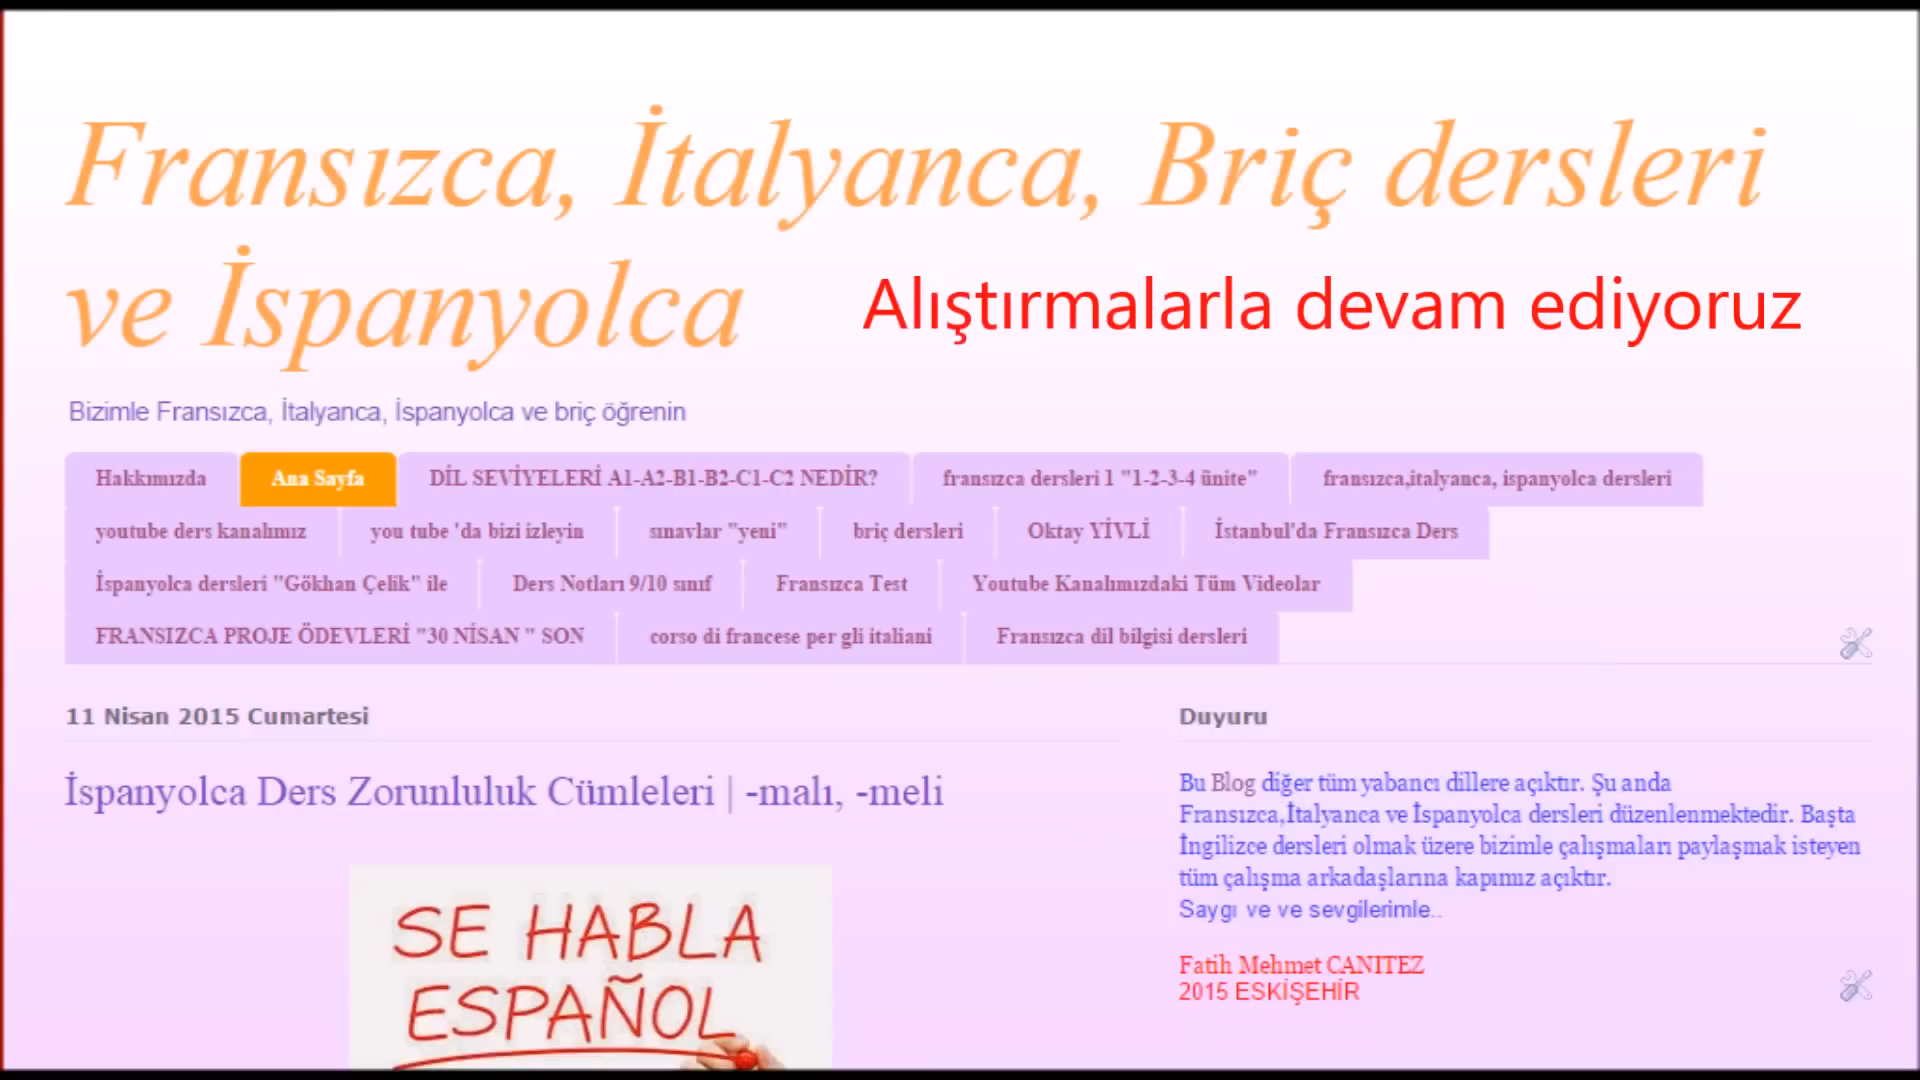 Fransızca, İtalyanca, Briç dersleri
ve İspanyolca
Alıştırmalarla devam ediyoruz
Bizimle Fransızca, İtalyanca, İspanyolca ve briç öğrenin
Hakkımızda Ana Sayfa DİL SEVİYELERİ A1-A2-B1-B2-C1-C2 NEDİR? fransızca dersleri 1 "1-2-3-4 ünite" fransızca,italyanca, ispanyolca dersleri
youtube ders kanalımız you tube 'da bizi izleyin sınavlar "yeni" briç dersleri Oktay YİVLİ İstanbul'da Fransızca Ders
İspanyolca dersleri "Gökhan Çelik" ile Ders Notları 9/10 sınıf Fransızca Test Youtube Kanalımızdaki Tüm Videolar
FRANSIZCA PROJE ÖDEVLERİ "30 NİSAN " SON corso di francese per gli italiani Fransızca dil bilgisi dersleri
11 Nisan 2015 Cumartesi
İspanyolca Ders Zorunluluk Cümleleri | -malı, -meli
SE HABLA
ESPAÑOL
Duyuru
Bu Blog diğer tüm yabancı dillere açıktır. Şu anda
Fransızca,İtalyanca ve İspanyolca dersleri düzenlenmektedir. Başta
İngilizce dersleri olmak üzere bizimle çalışmaları paylaşmak isteyen
tüm çalışma arkadaşlarına kapımız açıktır.
Saygı ve ve sevgilerimle..
Fatih Mehmet CANITEZ
2015 ESKİŞEHİR